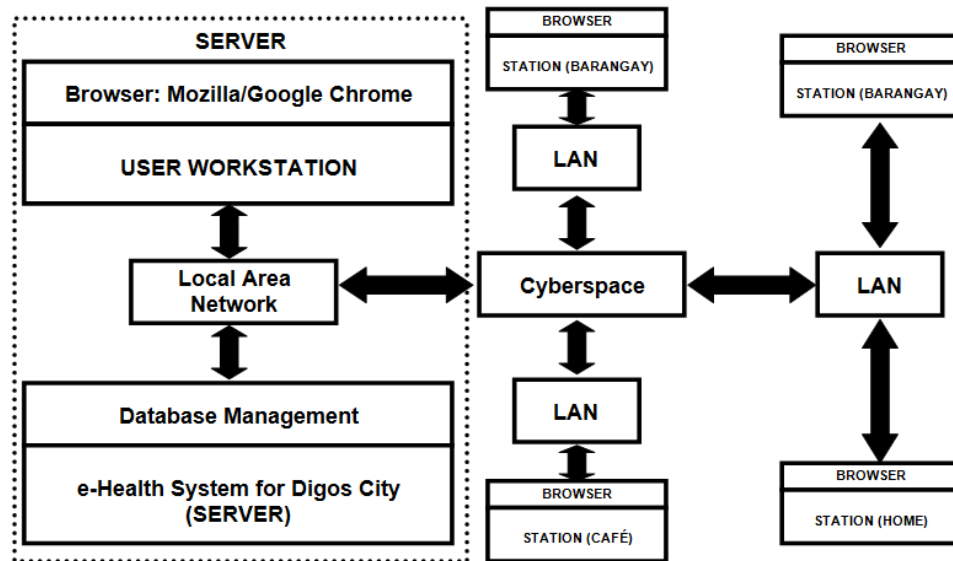 SERVER
Browser: Mozilla/Google Chrome
USER WORKSTATION
Local Area
Network
Database Management
e-Health System for Digos City
(SERVER)
BROWSER
STATION (BARANGAY)
LAN
Cyberspace
LAN
BROWSER
STATION (CAFÉ)
BROWSER
STATION (BARANGAY)
LAN
BROWSER
STATION (HOME)